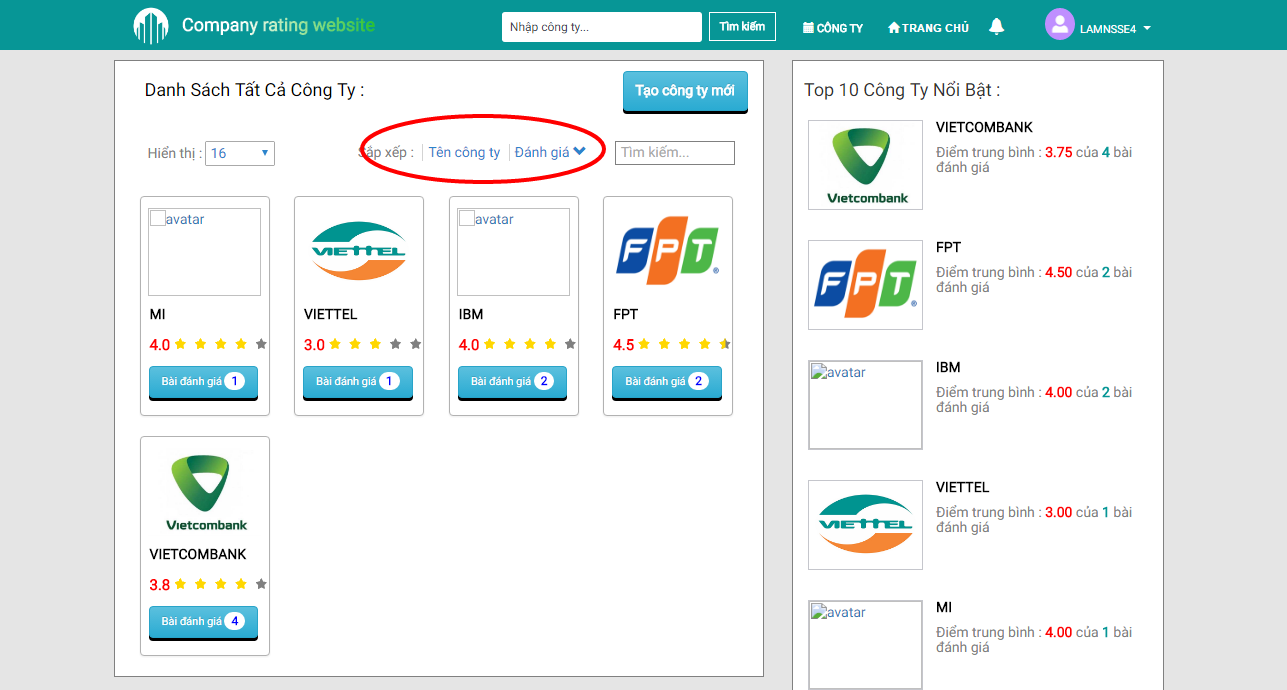 Company rating website
Nhập công ty...
Tìm kiếm
CÔNG TY
TRANG CHỦ
LAMNSSE4
Danh Sách Tất Cả Công Ty :
Tạo công ty mới
Hiển thị : 16
Sắp xếp : Tên công ty Đánh giá
Tìm kiếm...
avatar
MI
4.0
Bài đánh giá 1
VIETTEL
VIETTEL
3.0
Bài đánh giá 1
avatar
IBM
4.0
Bài đánh giá 2
FPT®
FPT
4.5
Bài đánh giá 2
Vietcombank
VIETCOMBANK
3.8
Bài đánh giá 4
Top 10 Công Ty Nổi Bật :
Vietcombank
VIETCOMBANK
Điểm trung bình : 3.75 của 4 bài
đánh giá
FPT®
FPT
Điểm trung bình : 4.50 của 2 bài
đánh giá
avatar
IBM
Điểm trung bình : 4.00 của 2 bài
đánh giá
VIETTEL
VIETTEL
Điểm trung bình : 3.00 của 1 bài
đánh giá
avatar
MI
Điểm trung bình : 4.00 của 1 bài
đánh giá